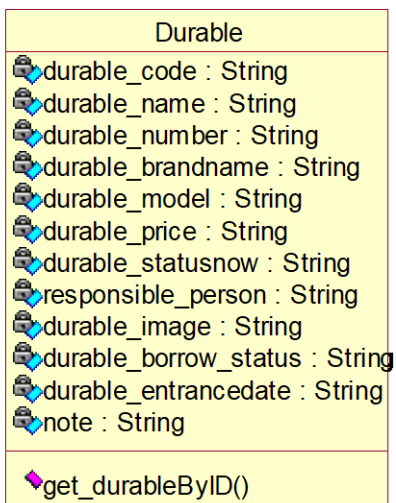 Durable
durable_code : String
durable_name : String
durable_number : String
durable_brandname : String
durable_model : String
durable_price : String
durable_statusnow : String
responsible_person : String
durable_image : String
durable_borrow_status : String
durable_entrancedate : String
note : String
get_durableByID()